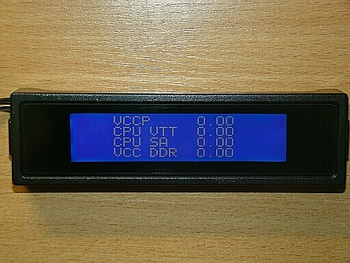 VCCP 0.00
CPU VTT 0.00
CPU SA 0.00
VCC DDR 0.00